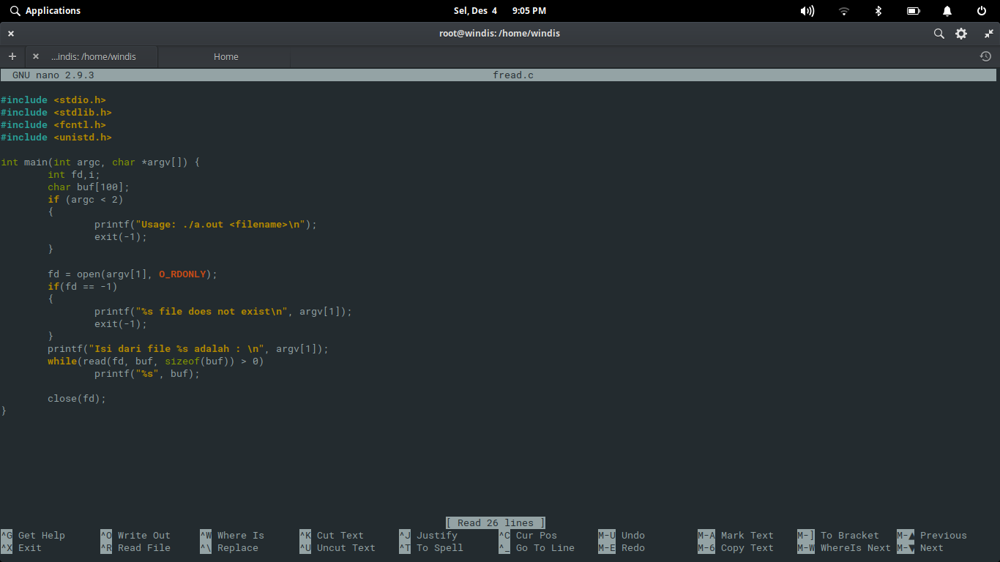 Applications
Sel, Des 4 9:05 PM
root@windis: /home/windis
...indis: /home/windis
Home
GNU nano 2.9.3 fread.c
#include <stdio.h>
#include <stdlib.h>
#include <fcntl.h>
#include <unistd.h>
int main(int argc, char *argv[]) {
int fd,i;
char buf[100];
if (argc < 2)
{
printf("Usage: ./a.out <filename>\n");
exit(-1);
}
fd = open(argv[1], O_RDONLY);
if(fd == -1)
{
printf("%s file does not exist\n", argv[1]);
exit(-1);
}
printf("Isi dari file %s adalah : \n", argv[1]);
while(read(fd, buf, sizeof(buf)) > 0)
printf("%s", buf);
close(fd);
}
[ Read 26 lines ]
^G Get Help ^O Write Out ^W Where Is ^K Cut Text ^J Justify ^C Cur Pos M-U Undo M-A Mark Text M-] To Bracket M-▲ Previous
^X Exit ^R Read File ^\ Replace ^U Uncut Text ^T To Spell ^_ Go To Line M-E Redo M-6 Copy Text M-W WhereIs Next M-▼ Next